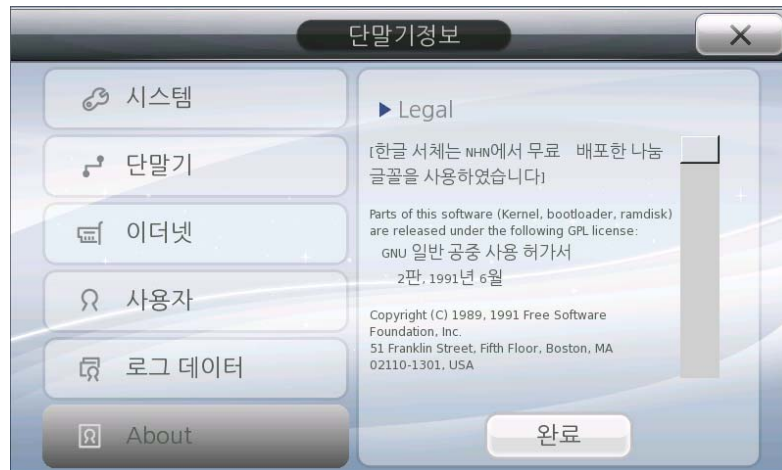 단말기정보
시스템
단말기
이더넷
사용자
로그 데이터
About
Legal
[한글 서체는 NHN에서 무료 배포한 나눔
글꼴을 사용하였습니다]
Parts of this software (Kernel, bootloader, ramdisk)
are released under the following GPL license:
GNU 일반 공중 사용 허가서
2판, 1991년 6월
Copyright (C) 1989, 1991 Free Software
Foundation, Inc.
51 Franklin Street, Fifth Floor, Boston, MA
02110-1301, USA
완료